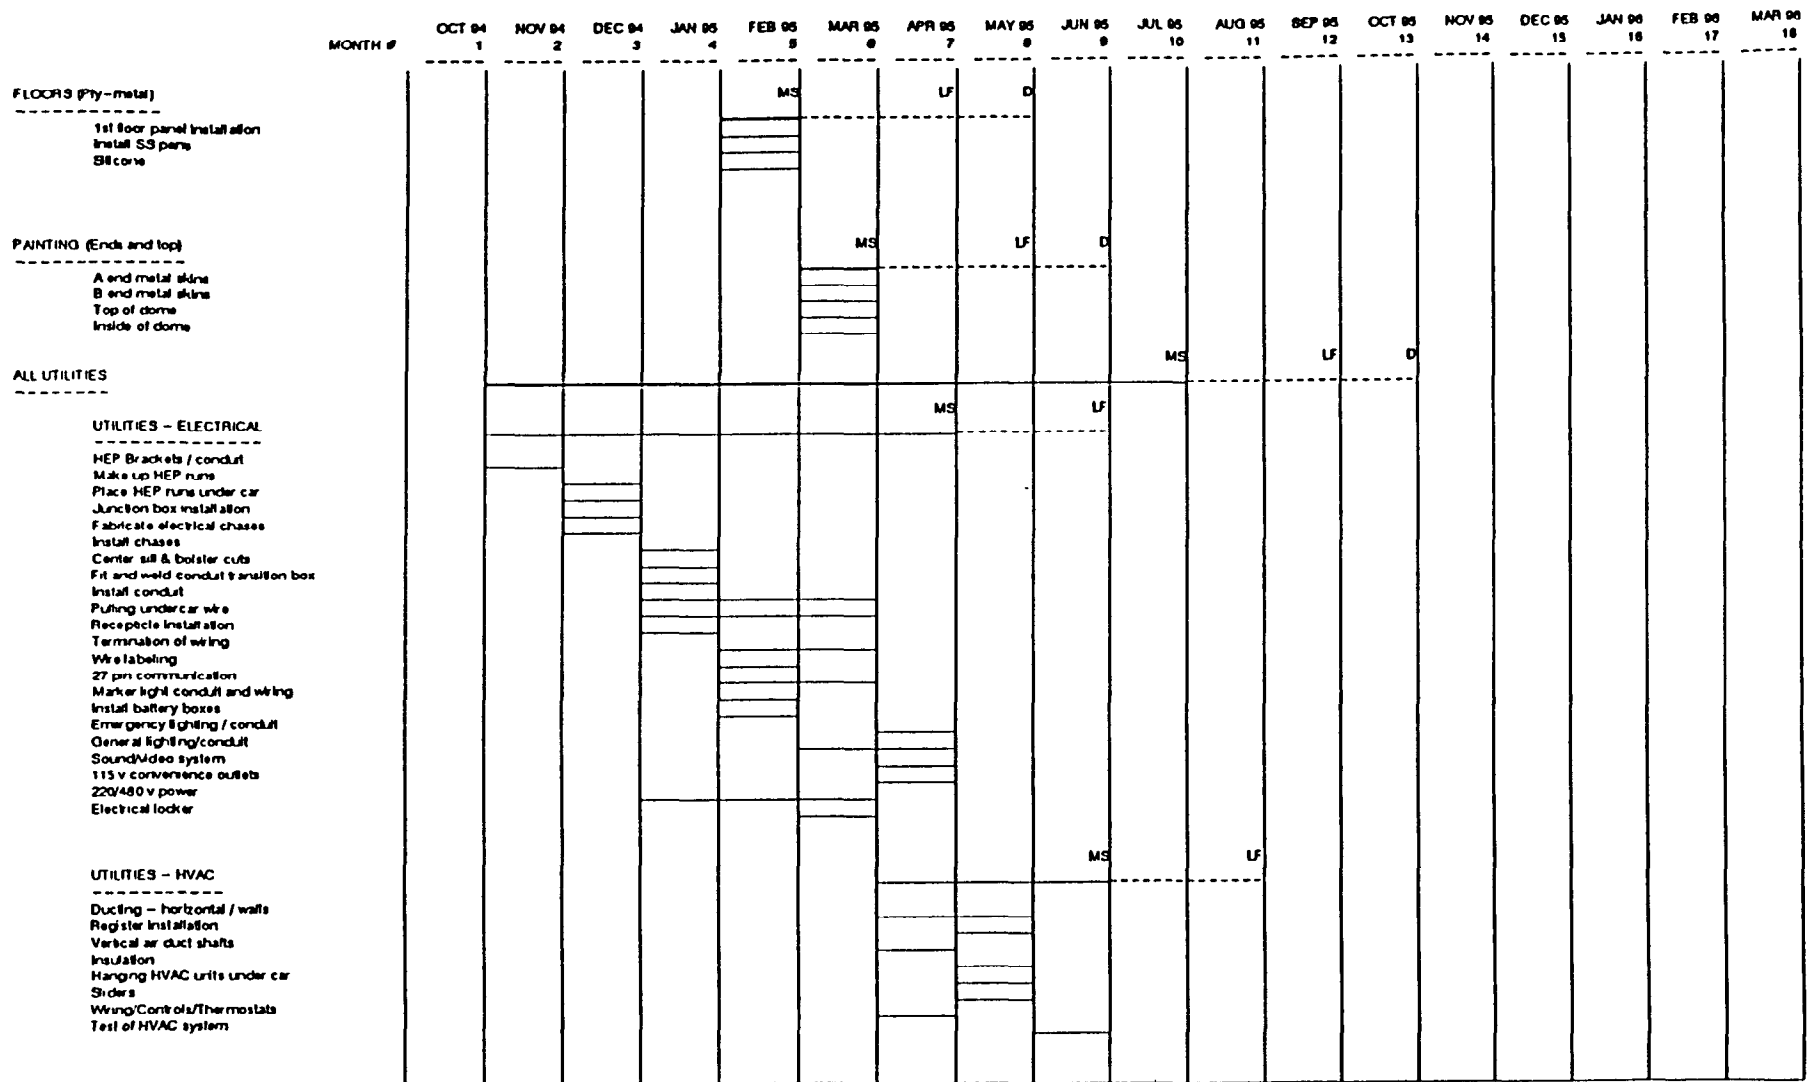 OCT 94 NOV 94 DEC 94 JAN 95 FEB 95 MAR 95 APR 95 MAY 95 JUN 95 JUL 95 AUG 95 SEP 95 OCT 95 NOV 95 DEC 95 JAN 96 FEB 96 MAR 96
MONTH # 1 2 3 4 5 6 7 8 9 10 11 12 13 14 15 16 17 18
FLOORS (Ply-metal) MS LF D
1st floor panel installation
Install SS pans
Silicone
PAINTING (Ends and top) MS LF D
A end metal skins
B end metal skins
Top of dome
Inside of dome
MS LF D
ALL UTILITIES
MS LF
UTILITIES - ELECTRICAL
HEP Brackets / conduit
Make up HEP runs
Place HEP runs under car
Junction box installation
Fabricate electrical chases
Install chases
Center sill & bolster cuts
Fit and weld conduit transition box
Install conduit
Pulling undercar wire
Recepticle installation
Termination of wiring
Wire labeling
27 pin communication
Marker light conduit and wiring
Install battery boxes
Emergency lighting / conduit
General lighting/conduit
Sound/video system
115 v convenience outlets
220/480 v power
Electrical locker
MS LF
UTILITIES - HVAC
Ducting - horizontal / walls
Register installation
Vertical air duct shafts
Insulation
Hanging HVAC units under car
Sliders
Wiring/Controls/Thermostats
Test of HVAC system